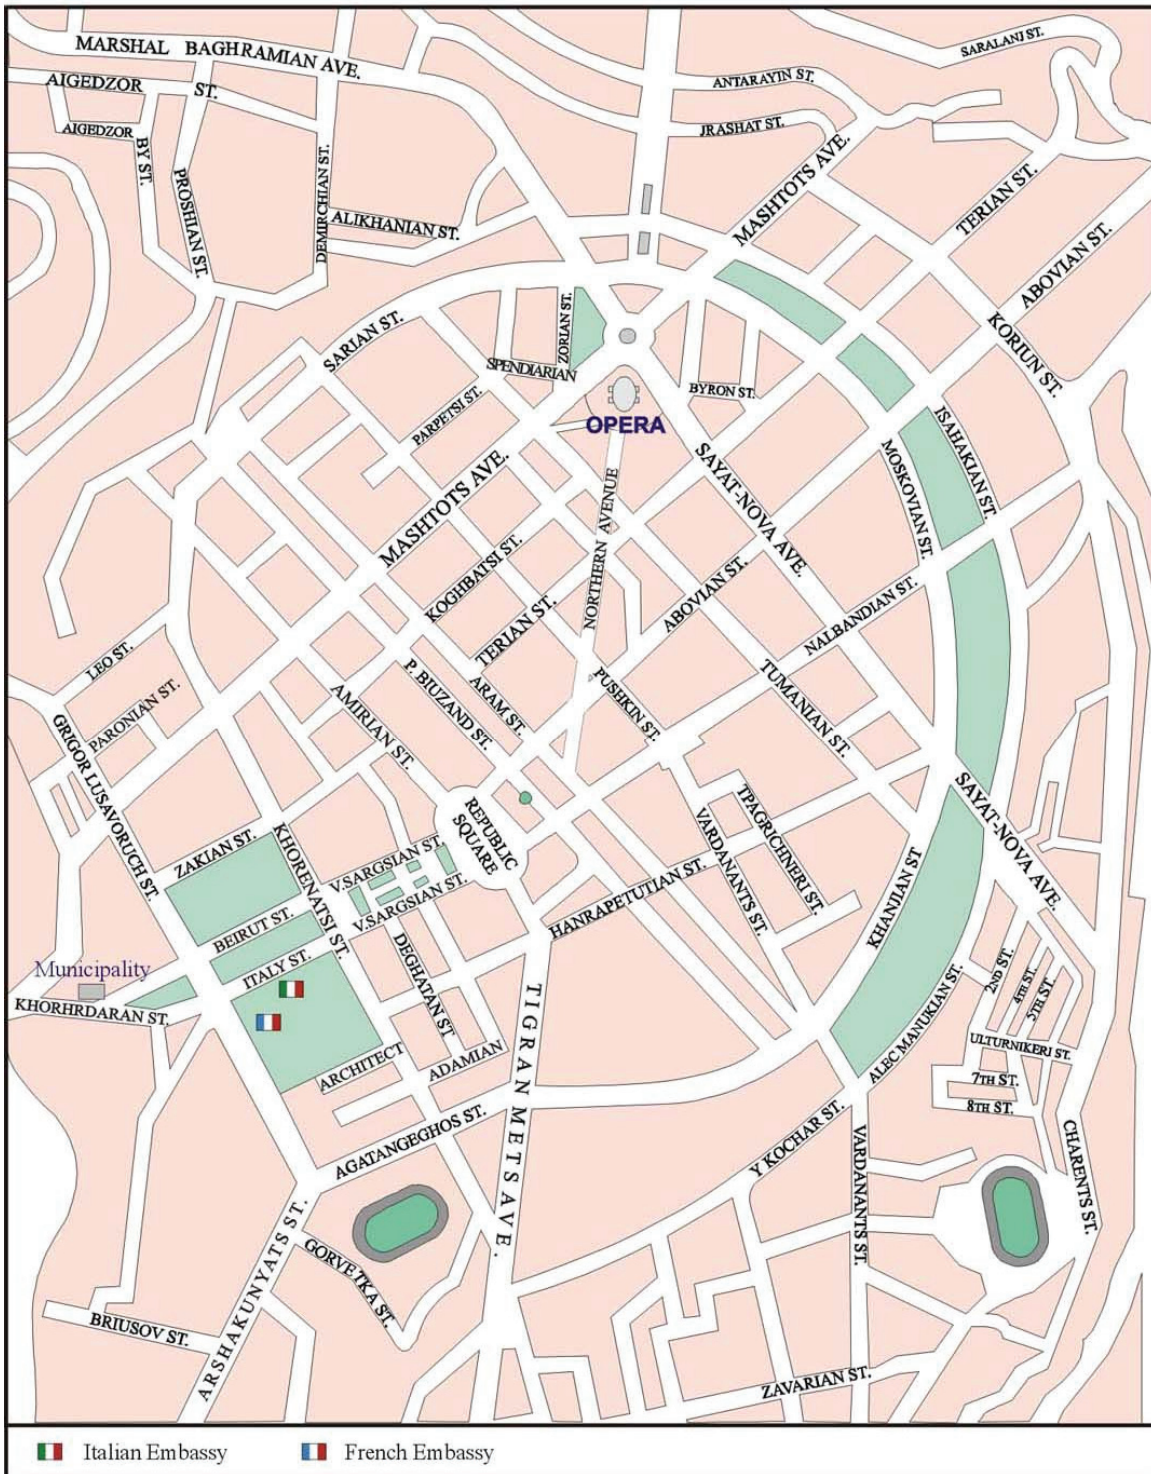 MARSHAL BAGHRAMIAN AVE.
SARALANJ ST.
AIGEDZOR ST.
ANTARAYIN ST.
AIGEDZOR
BY ST.
JRASHAT ST.
MASHTOTS AVE.
PROSHIAN ST.
DEMIRCHIAN ST.
ALIKHANIAN ST.
TERIAN ST.
ABOVIAN ST.
KORIUN ST.
SARIAN ST.
ZORIAN ST.
SPENDIARIAN
BYRON ST.
PARPETSI ST.
OPERA
ISAHAKIAN ST.
MOSKOVIAN ST.
SAYAT-NOVA AVE.
MASHTOTS AVE.
NORTHERN AVENUE
KOGHBATSI ST.
TERIAN ST.
ABOVIAN ST.
NALBANDIAN ST.
LEO ST.
PARONIAN ST.
P. BIUZAND ST.
ARAM ST.
PUSHKIN ST.
TUMANIAN ST.
AMIRIAN ST.
GRIGOR LUSAVORUCH ST.
REPUBLIC
SQUARE
SAYAT-NOVA AVE.
TPAGRICHNERI ST.
VARDANANTS ST.
ZAKIAN ST.
KHORENATSI ST.
V.SARGSIAN ST.
V.SARGSIAN ST.
HANRAPETUTIAN ST.
KHANJIAN ST
BEIRUT ST.
ITALY ST.
DEGHATAN ST
Municipality
KHORHRDARAN ST.
2ND ST.
4TH ST.
5TH ST.
ALEC MANUKIAN ST.
ULTURNIKERI ST.
7TH ST.
8TH ST.
ARCHITECT
ADAMIAN
TIGRAN METS AVE.
AGATANGEGHOS ST.
Y KOCHAR ST.
VARDANANTS ST.
CHARENTS ST.
ARSHAKUNYATS ST.
GORVETKA ST.
BRIUSOV ST.
ZAVARIAN ST.
Italian Embassy
French Embassy